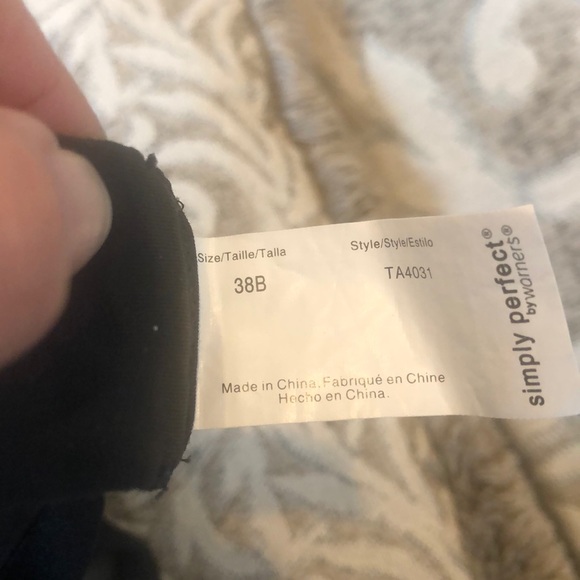 Size/Taille/Talla
38B
Style/Style/Estilo
TA4031
Made in China, Fabriqué en Chine
Hecho en China.
simply perfect®
by warners®